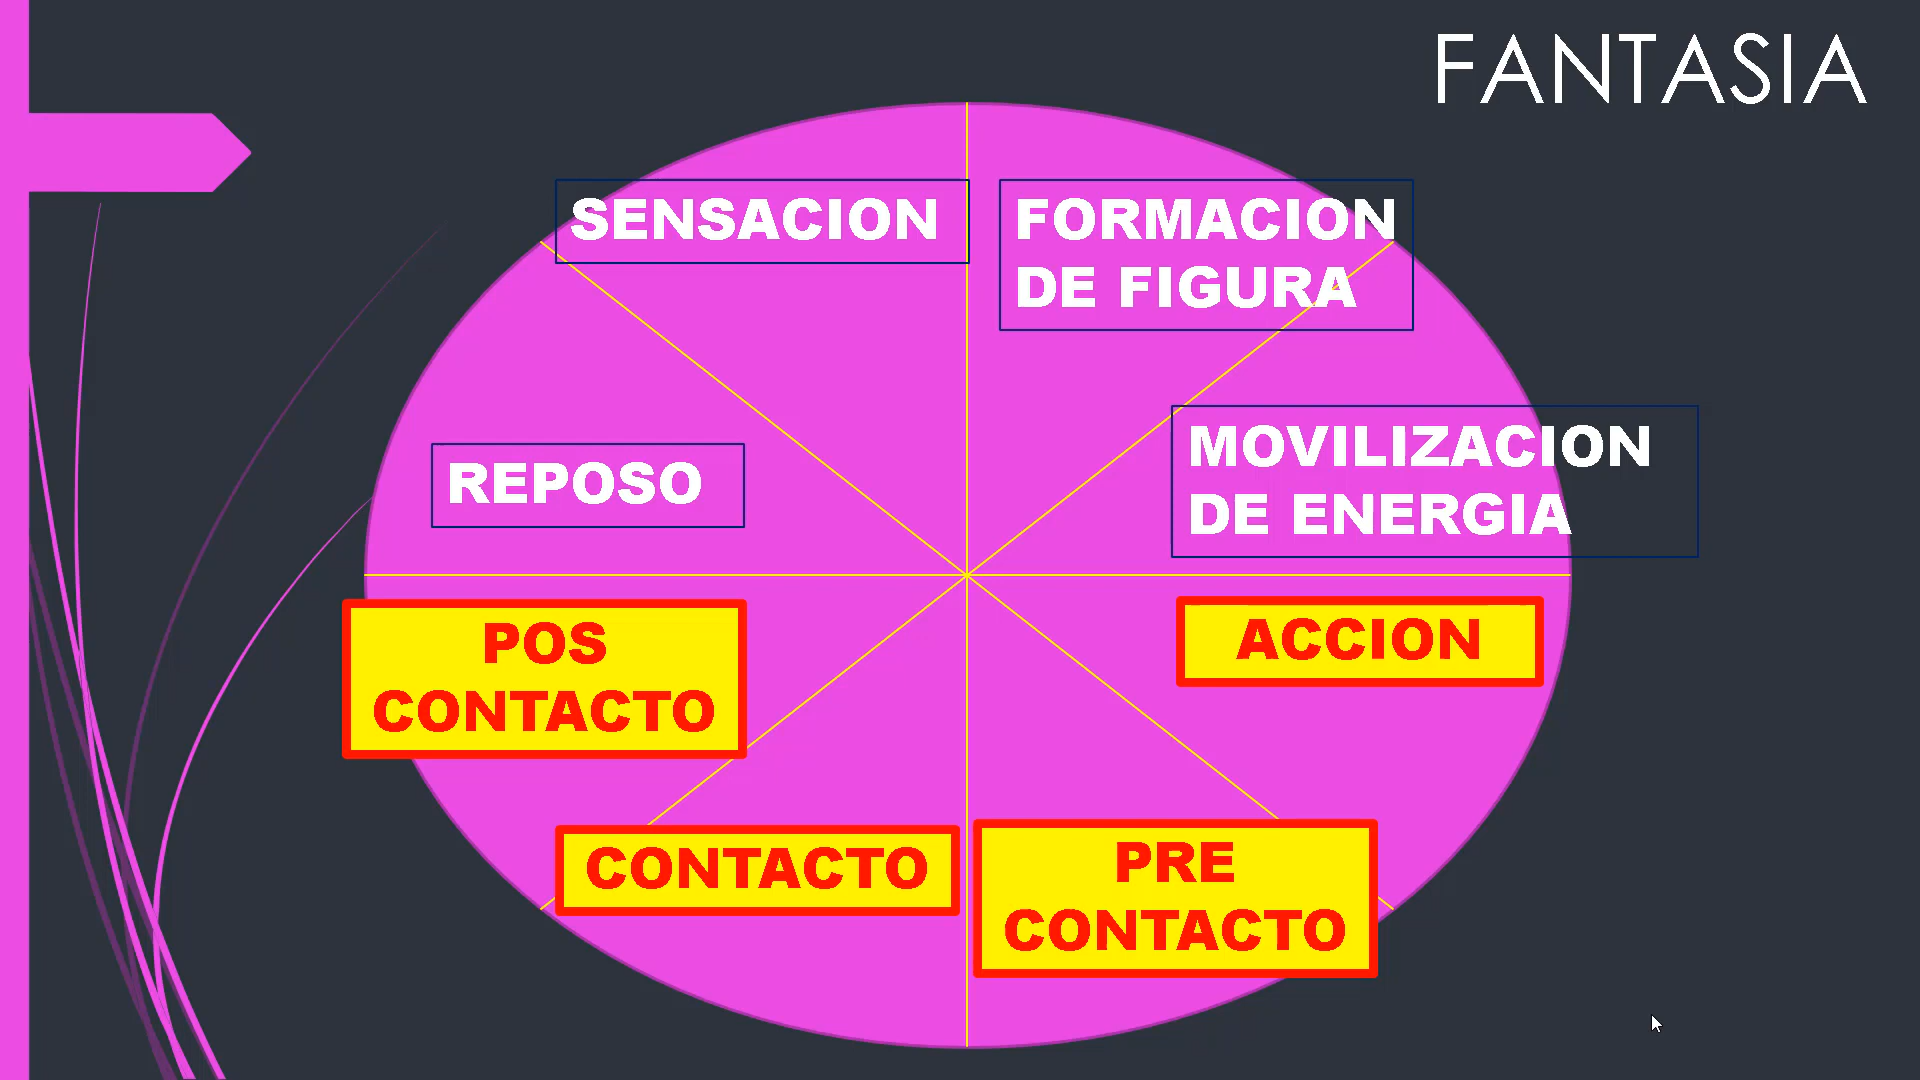 FANTASIA
SENSACION
FORMACION
DE FIGURA
REPOSO
MOVILIZACION
DE ENERGIA
POS
CONTACTO
ACCION
CONTACTO
PRE
CONTACTO